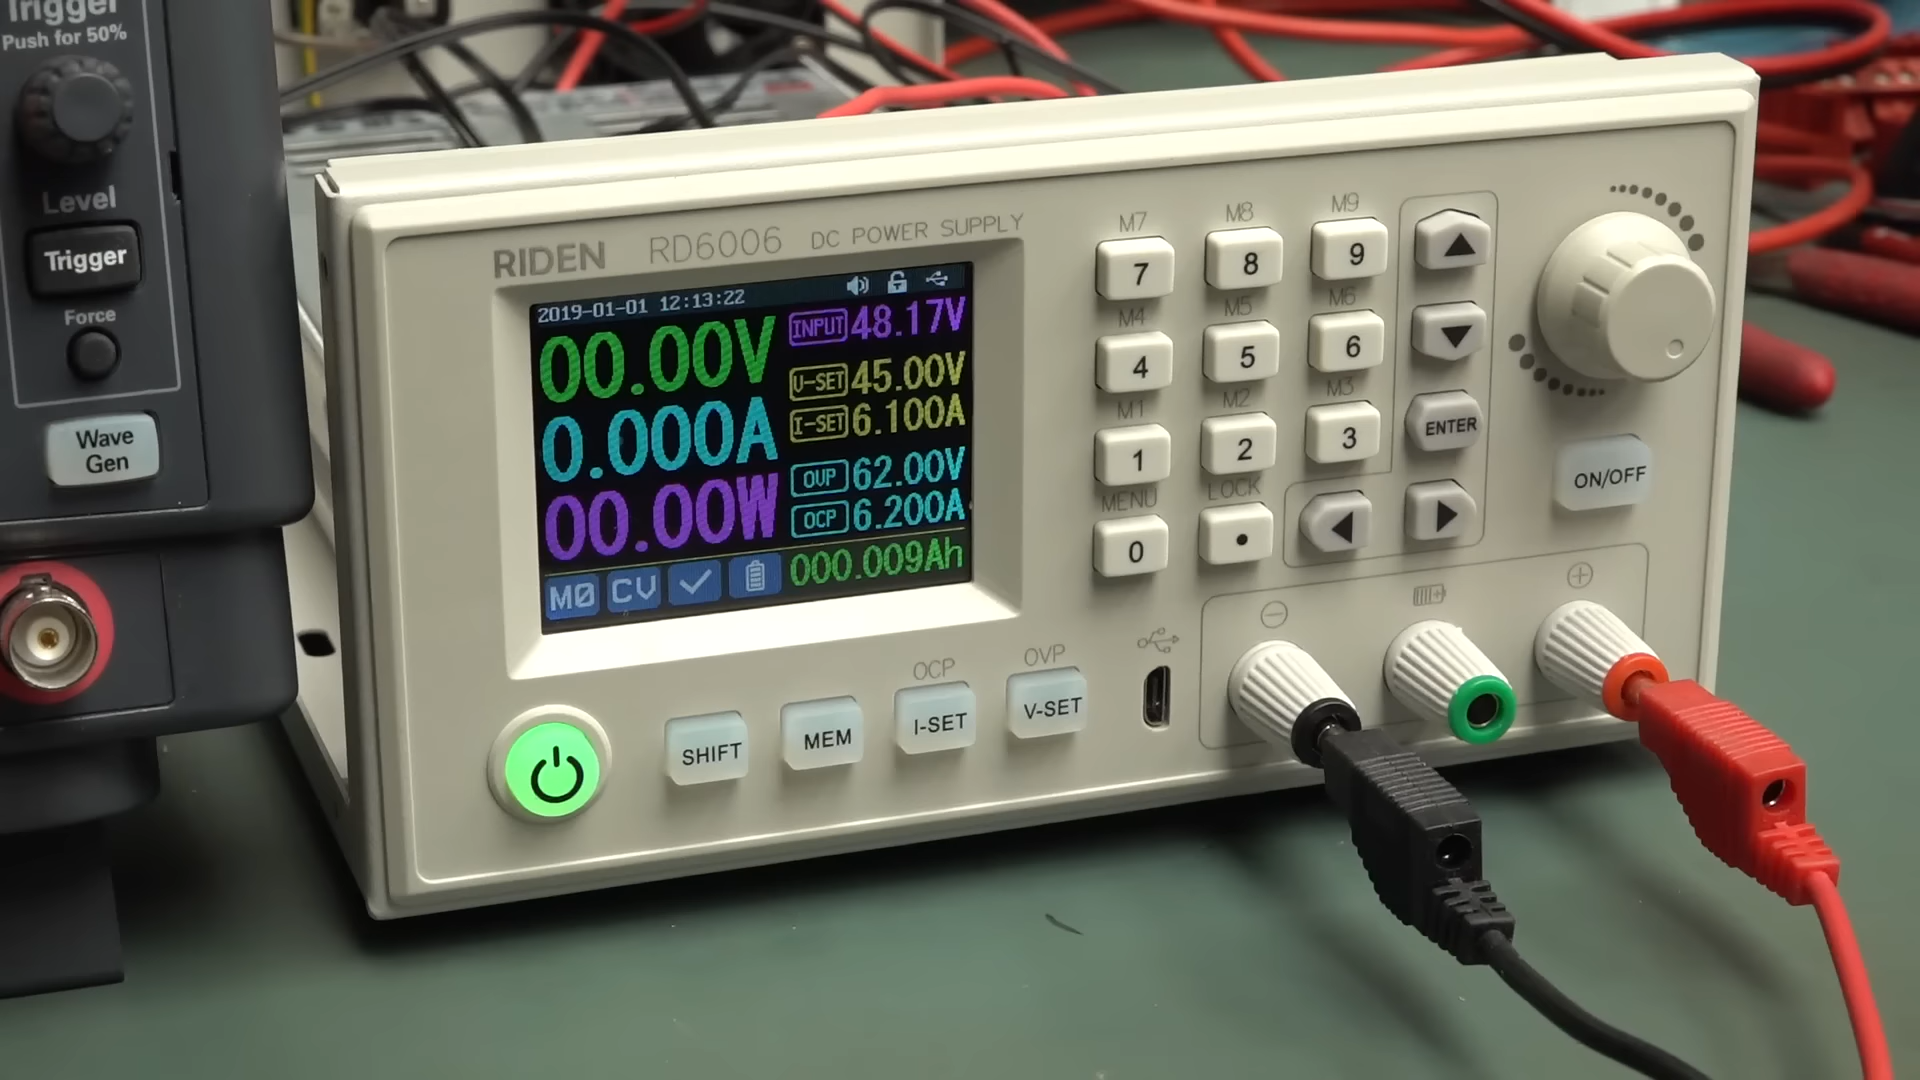 Trigger
Push for 50%
Level
Trigger
Force
Wave
Gen
RIDEN RD6006 DC POWER SUPPLY
2019-01-01 12:13:22
00.00V
0.000A
00.00W
INPUT 48.17V
V-SET 45.00V
I-SET 6.100A
OVP 62.00V
OCP 6.200A
M0 CV 000.009Ah
M7 M8 M9
7 8 9
M4 M5 M6
4 5 6
M1 M2 M3
1 2 3
MENU LOCK
0 •
ENTER
ON/OFF
OCP OVP
SHIFT MEM I-SET V-SET